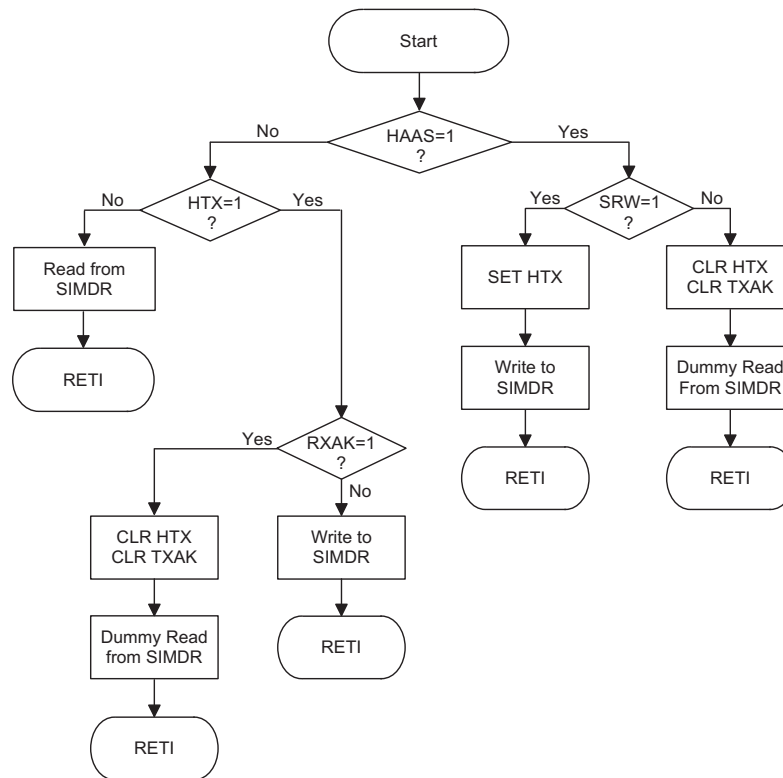 Start
No
HAAS=1
?
Yes
No
HTX=1
?
Yes
Yes
SRW=1
?
No
Read from
SIMDR
SET HTX
CLR HTX
CLR TXAK
RETI
Write to
SIMDR
Dummy Read
From SIMDR
Yes
RXAK=1
?
No
RETI
RETI
CLR HTX
CLR TXAK
Write to
SIMDR
Dummy Read
from SIMDR
RETI
RETI